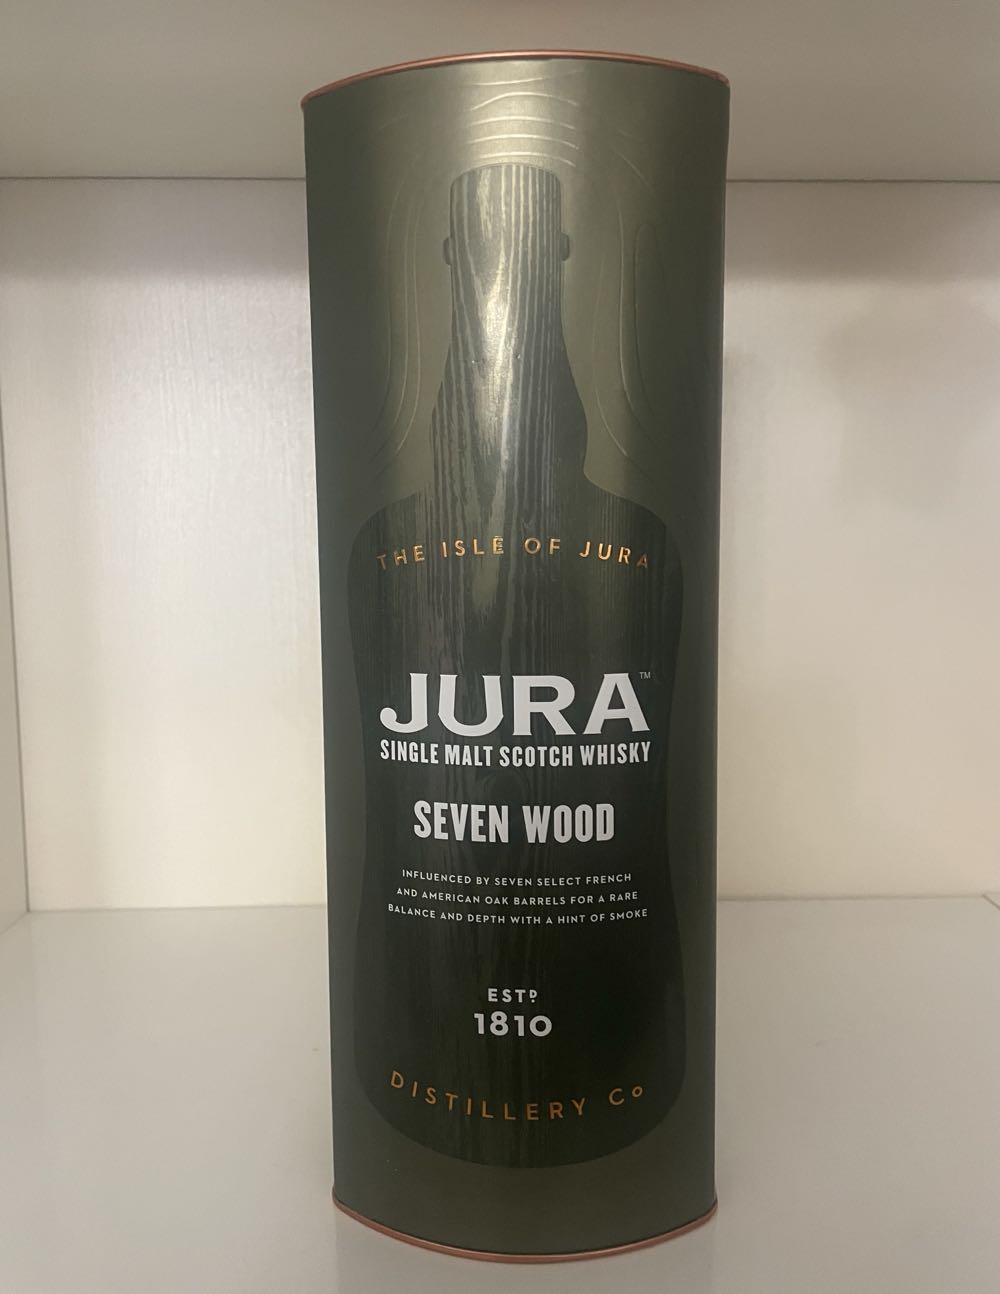 THE ISLE OF JURA
JURA™
SINGLE MALT SCOTCH WHISKY
SEVEN WOOD
INFLUENCED BY SEVEN SELECT FRENCH
AND AMERICAN OAK BARRELS FOR A RARE
BALANCE AND DEPTH WITH A HINT OF SMOKE
ESTD
1810
DISTILLERY Co